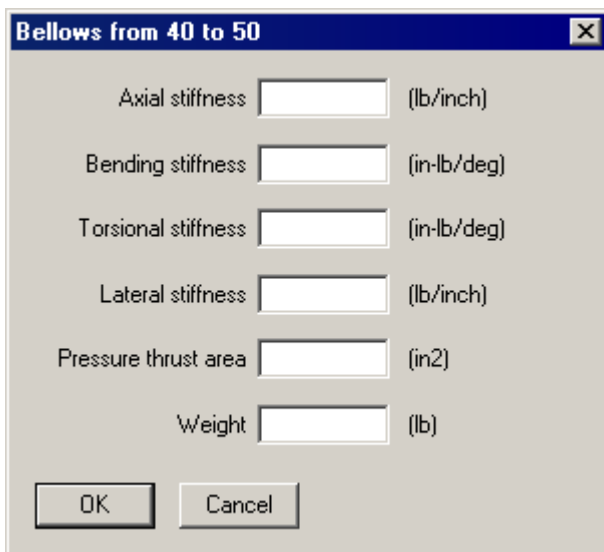 Bellows from 40 to 50
Axial stiffness (lb/inch)
Bending stiffness (in-lb/deg)
Torsional stiffness (in-lb/deg)
Lateral stiffness (lb/inch)
Pressure thrust area (in2)
Weight (lb)
OK Cancel